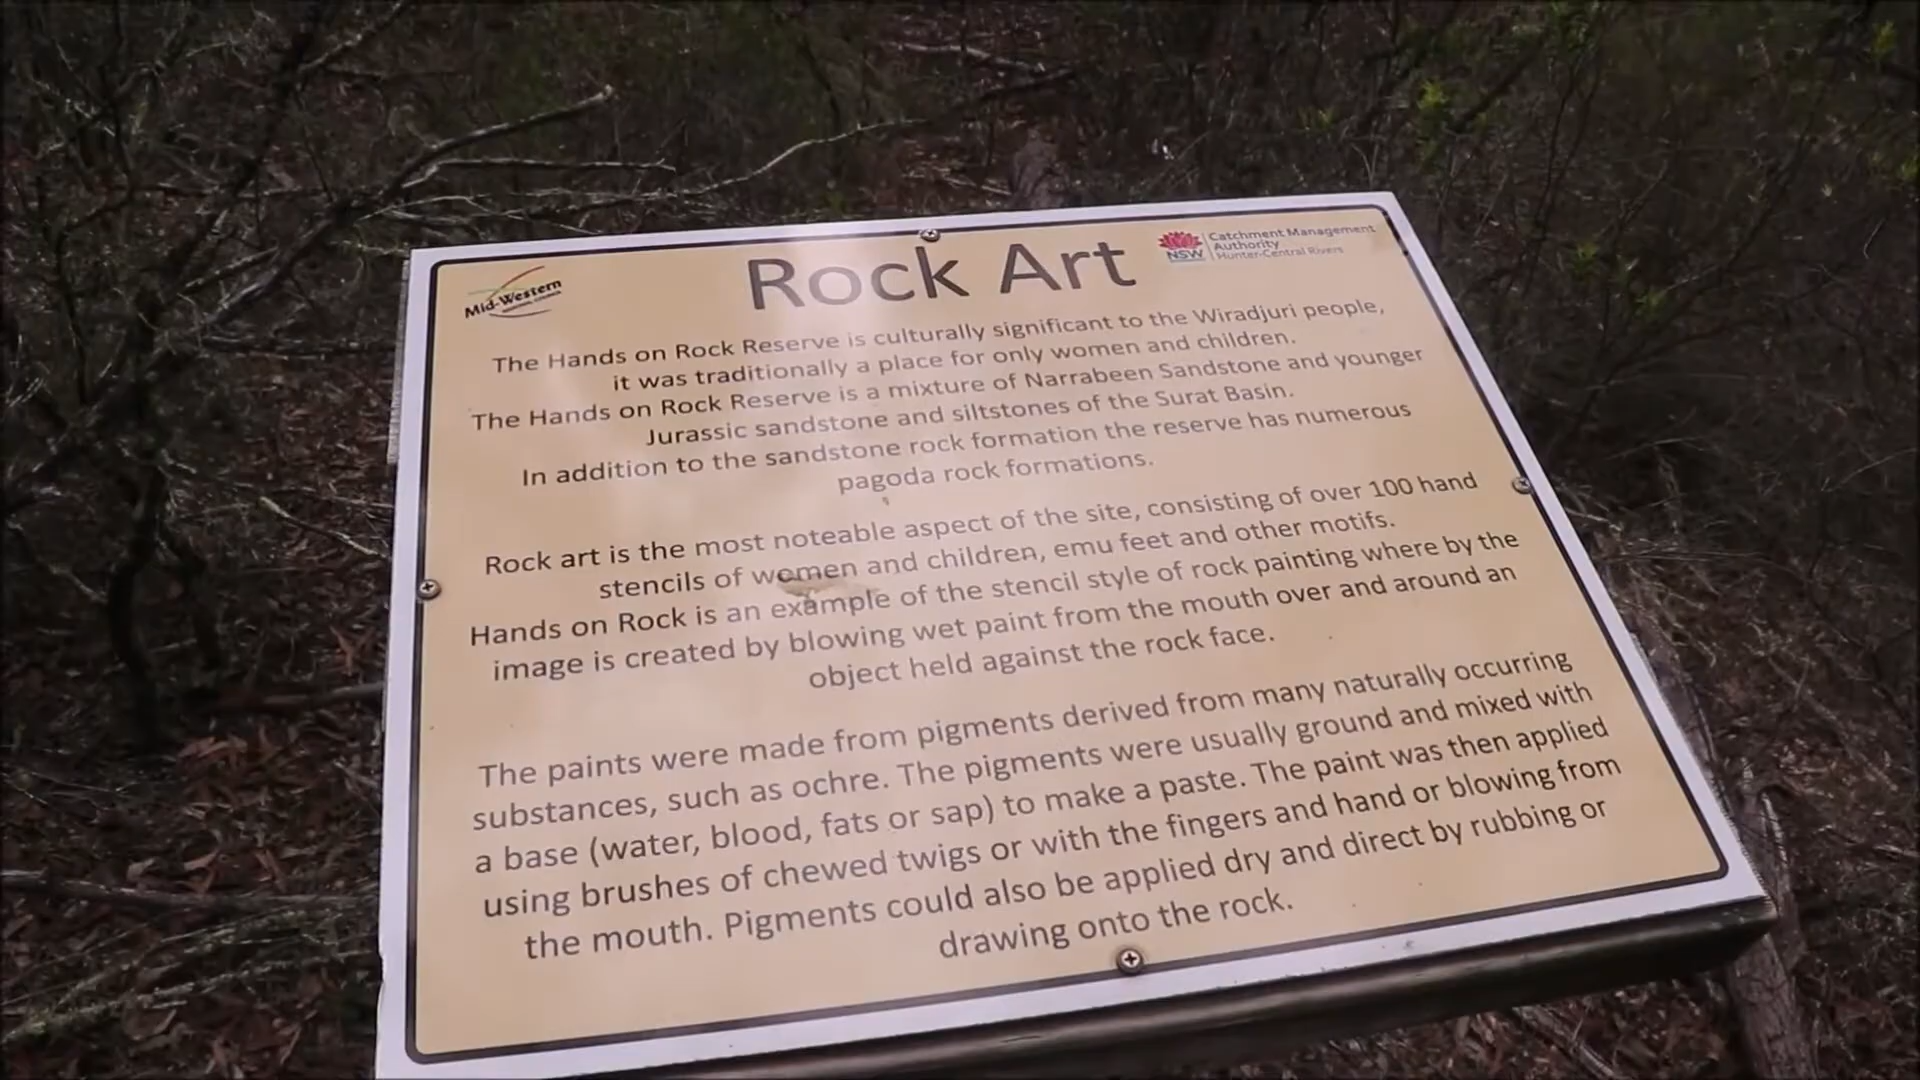 Rock Art
Mid-Western
REGIONAL COUNCIL
NSW
Catchment Management
Authority
Hunter-Central Rivers
The Hands on Rock Reserve is culturally significant to the Wiradjuri people,
it was traditionally a place for only women and children.
The Hands on Rock Reserve is a mixture of Narrabeen Sandstone and younger
Jurassic sandstone and siltstones of the Surat Basin.
In addition to the sandstone rock formation the reserve has numerous
pagoda rock formations.
Rock art is the most noteable aspect of the site, consisting of over 100 hand
stencils of women and children, emu feet and other motifs.
Hands on Rock is an example of the stencil style of rock painting where by the
image is created by blowing wet paint from the mouth over and around an
object held against the rock face.
The paints were made from pigments derived from many naturally occurring
substances, such as ochre. The pigments were usually ground and mixed with
a base (water, blood, fats or sap) to make a paste. The paint was then applied
using brushes of chewed twigs or with the fingers and hand or blowing from
the mouth. Pigments could also be applied dry and direct by rubbing or
drawing onto the rock.